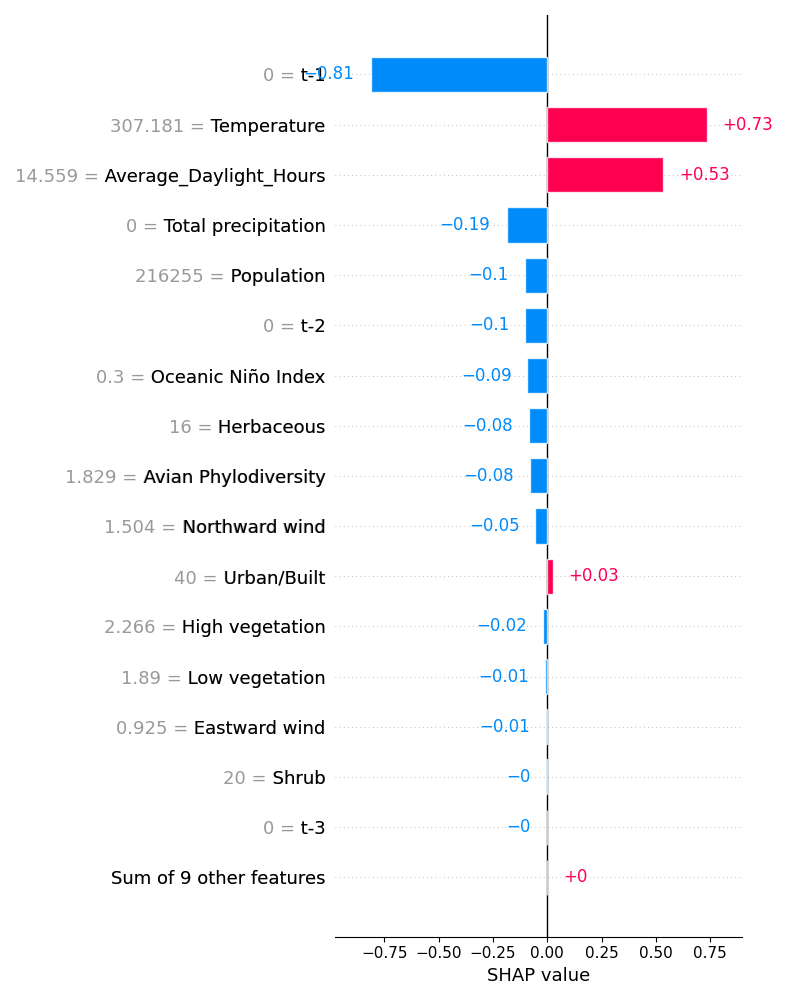 0 = t-1 −0.81
307.181 = Temperature +0.73
14.559 = Average_Daylight_Hours +0.53
0 = Total precipitation −0.19
216255 = Population −0.1
0 = t-2 −0.1
0.3 = Oceanic Niño Index −0.09
16 = Herbaceous −0.08
1.829 = Avian Phylodiversity −0.08
1.504 = Northward wind −0.05
40 = Urban/Built +0.03
2.266 = High vegetation −0.02
1.89 = Low vegetation −0.01
0.925 = Eastward wind −0.01
20 = Shrub −0
0 = t-3 −0
Sum of 9 other features +0
−0.75 −0.50 −0.25 0.00 0.25 0.50 0.75
SHAP value